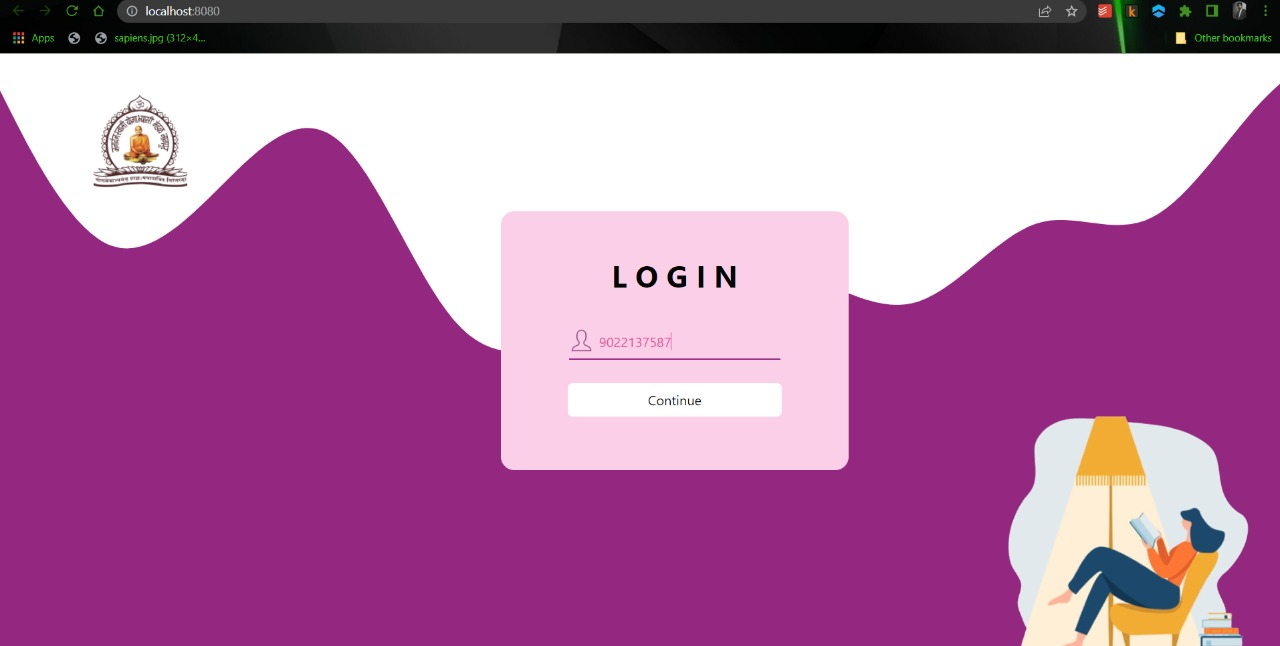 localhost:8080
Apps
sapiens.jpg (312×4...
Other bookmarks
LOGIN
9022137587
Continue